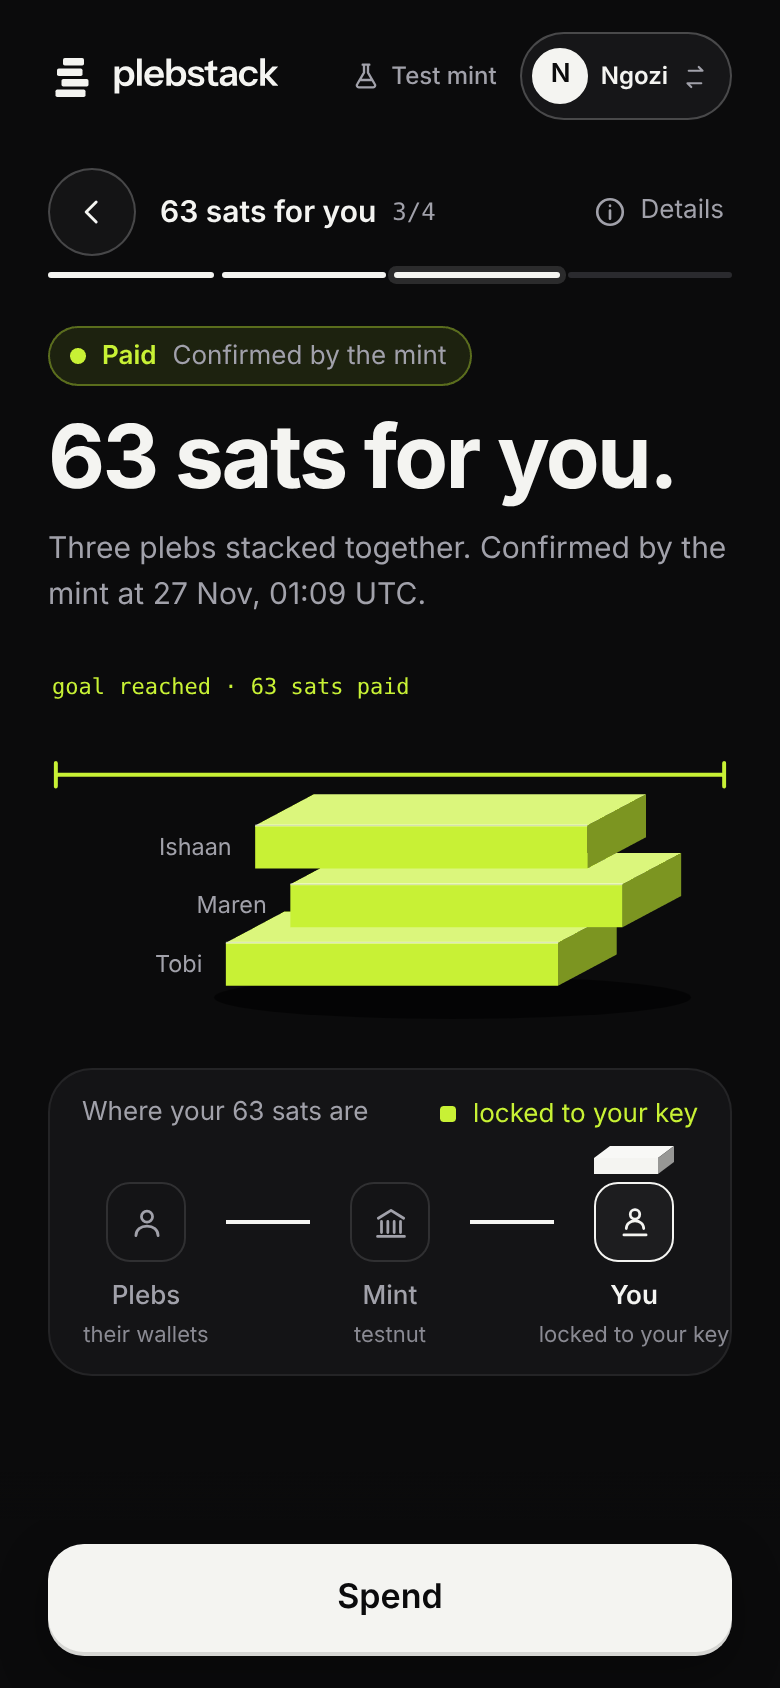 plebstack
Test mint
N
Ngozi
63 sats for you 3/4
Details
Paid Confirmed by the mint
63 sats for you.
Three plebs stacked together. Confirmed by the
mint at 27 Nov, 01:09 UTC.
goal reached · 63 sats paid
Ishaan
Maren
Tobi
Where your 63 sats are
locked to your key
Plebs
Mint
You
their wallets
testnut
locked to your key
Spend